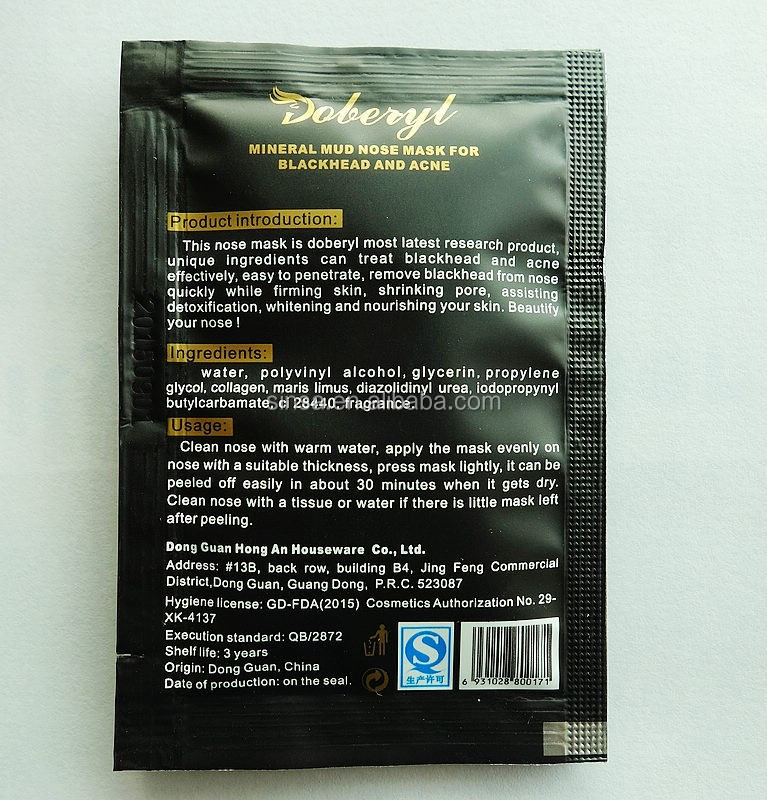 Doberyl
MINERAL MUD NOSE MASK FOR
BLACKHEAD AND ACNE
Product introduction:
This nose mask is doberyl most latest research product,
unique ingredients can treat blackhead and acne
effectively, easy to penetrate, remove blackhead from nose
quickly while firming skin, shrinking pore, assisting
detoxification, whitening and nourishing your skin. Beautify
your nose !
Ingredients:
water, polyvinyl alcohol, glycerin, propylene
glycol, collagen, maris limus, diazolidinyl urea, iodopropynyl
butylcarbamate, ci 28440, fragrance.
Usage:
Clean nose with warm water, apply the mask evenly on
nose with a suitable thickness, press mask lightly, it can be
peeled off easily in about 30 minutes when it gets dry.
Clean nose with a tissue or water if there is little mask left
after peeling.
Dong Guan Hong An Houseware Co., Ltd.
Address: #13B, back row, building B4, Jing Feng Commercial
District,Dong Guan, Guang Dong, P.R.C. 523087
Hygiene license: GD-FDA(2015) Cosmetics Authorization No. 29-
XK-4137
Execution standard: QB/2872
Shelf life: 3 years
Origin: Dong Guan, China
Date of production: on the seal.
生产许可
6 931028 800171